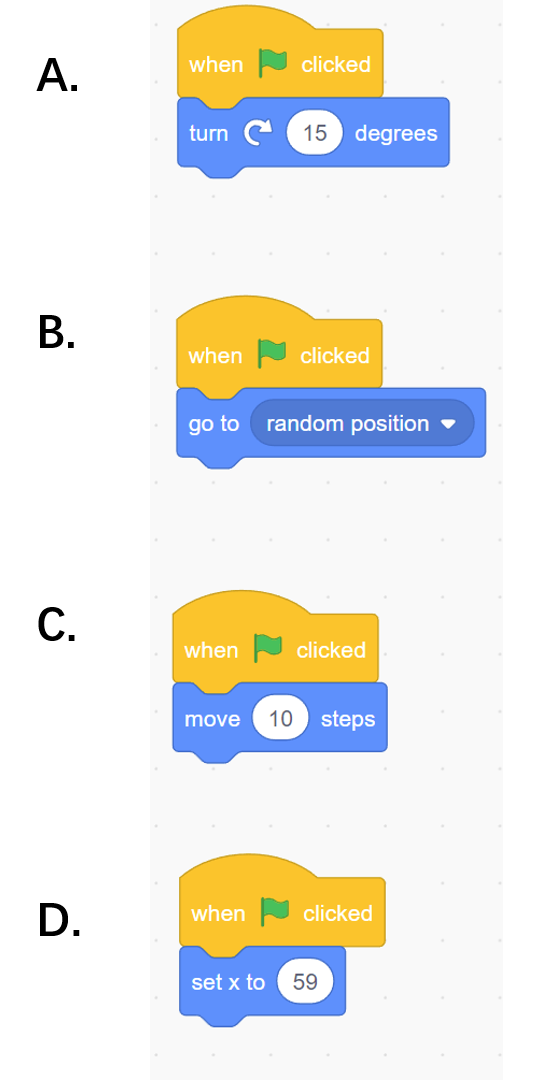 A.
when clicked
turn 15 degrees
B.
when clicked
go to random position
C.
when clicked
move 10 steps
D.
when clicked
set x to 59